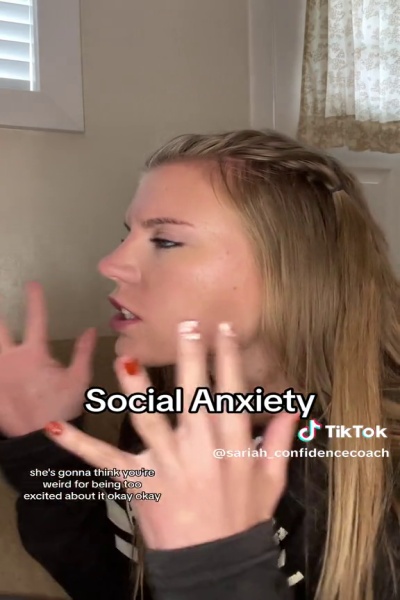 Social Anxiety
TikTok
@sariah_confidencecoach
she's gonna think you're
weird for being too
excited about it okay okay